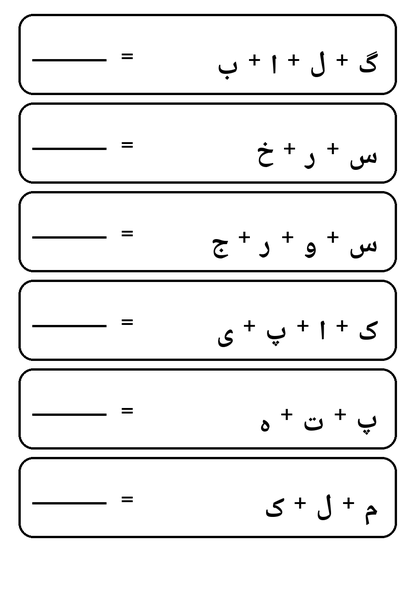 گ + ل + ا + ب = ______
س + ر + خ = ______
س + و + ر + ج = ______
ک + ا + پ + ی = ______
پ + ت + ہ = ______
م + ل + ک = ______